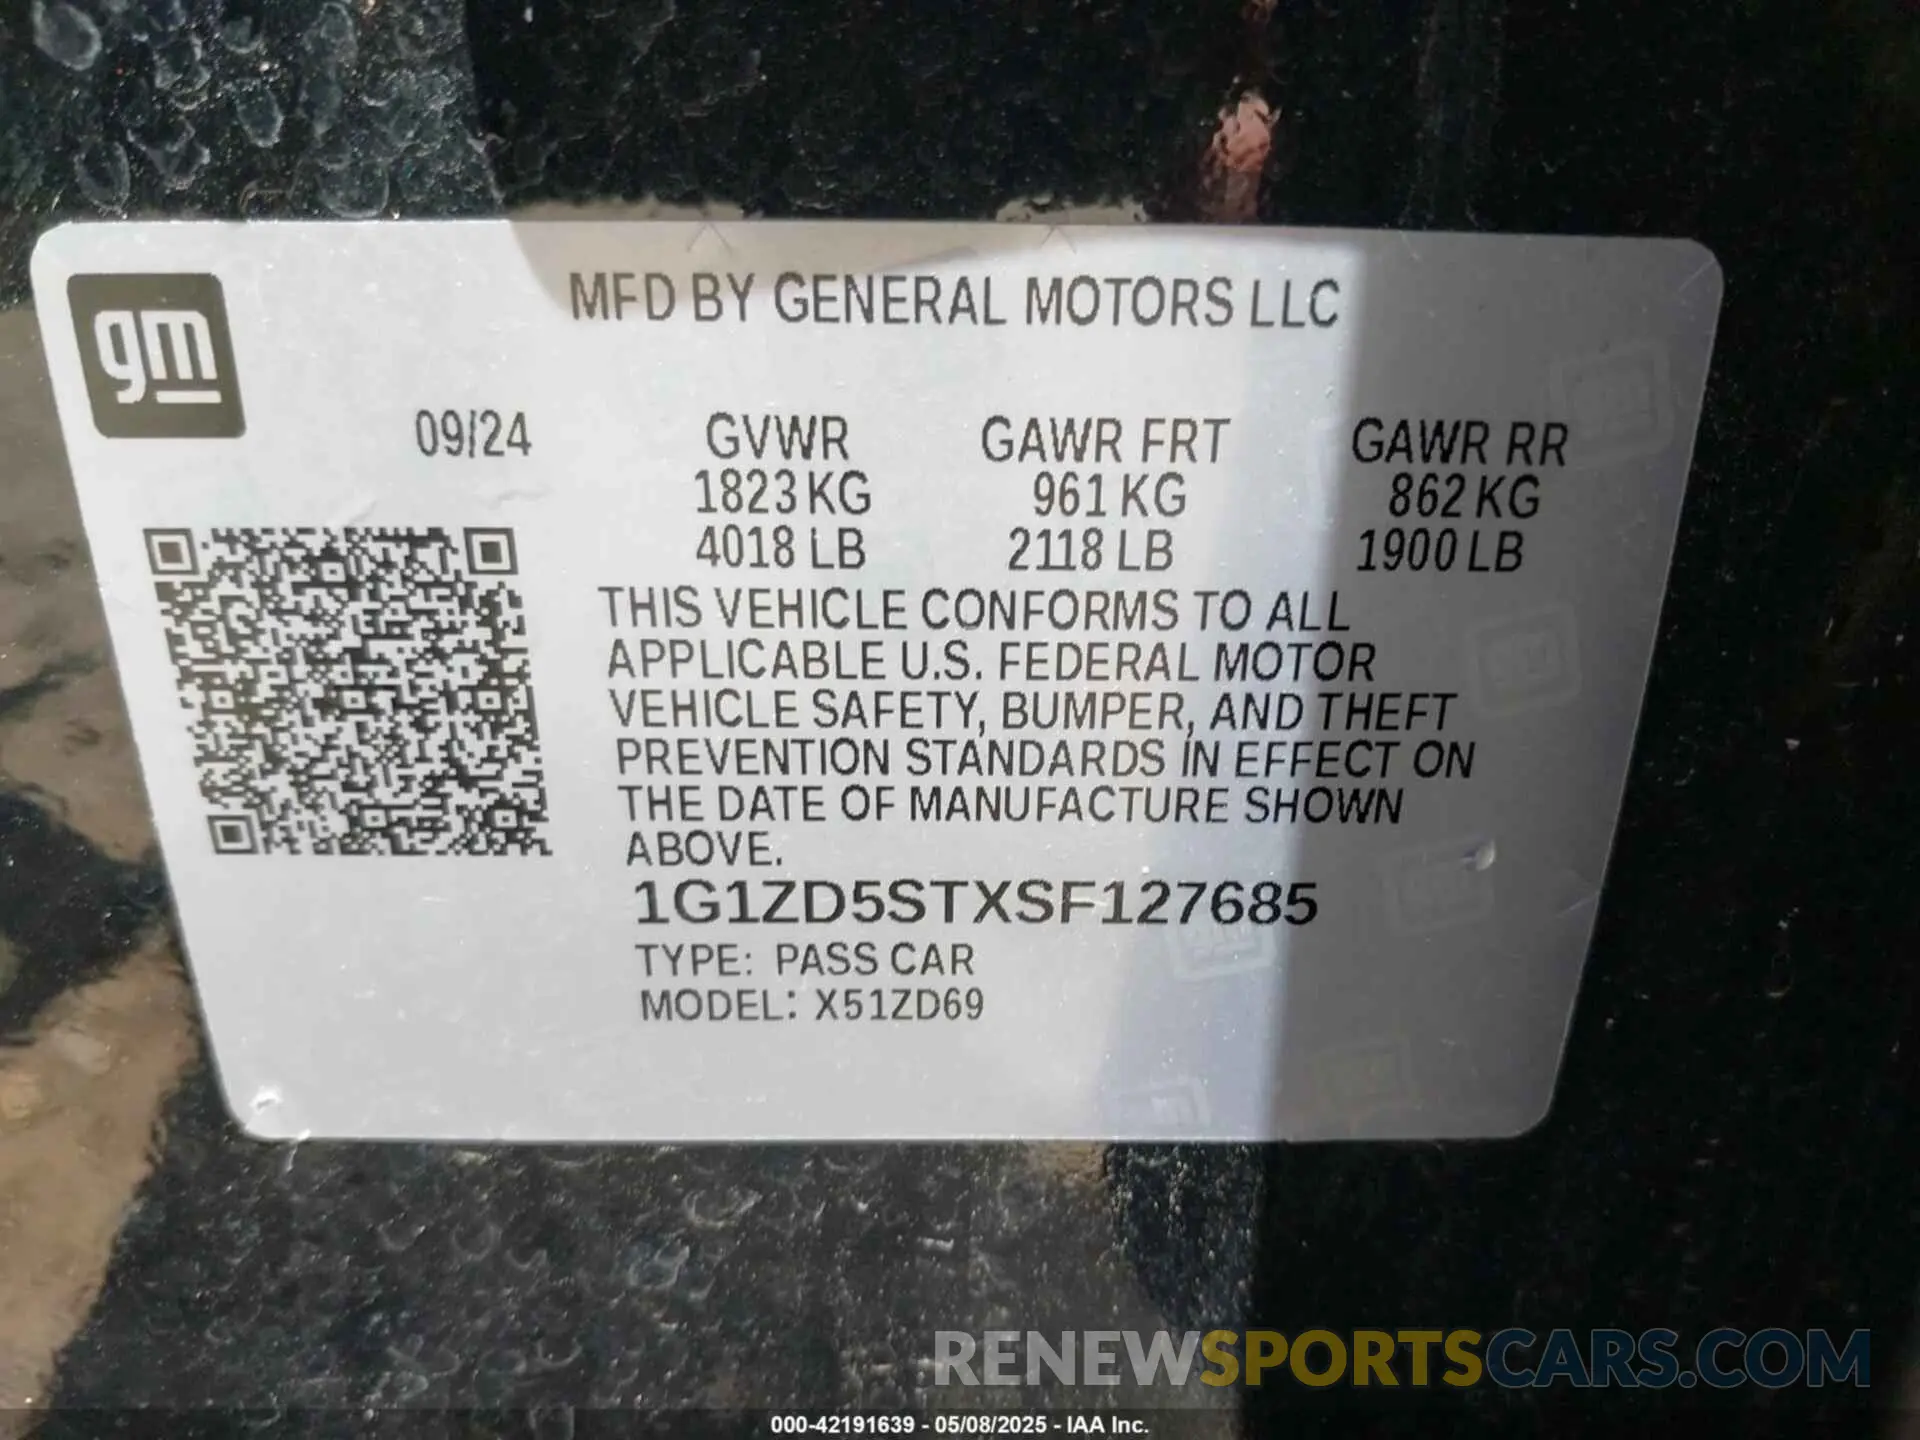 MFD BY GENERAL MOTORS LLC
gm
09/24 GVWR GAWR FRT GAWR RR
1823 KG 961 KG 862 KG
4018 LB 2118 LB 1900 LB
THIS VEHICLE CONFORMS TO ALL
APPLICABLE U.S. FEDERAL MOTOR
VEHICLE SAFETY, BUMPER, AND THEFT
PREVENTION STANDARDS IN EFFECT ON
THE DATE OF MANUFACTURE SHOWN
ABOVE.
1G1ZD5STXSF127685
TYPE: PASS CAR
MODEL: X51ZD69
RENEWSPORTSCARS.COM
000-42191639 - 05/08/2025 - IAA Inc.